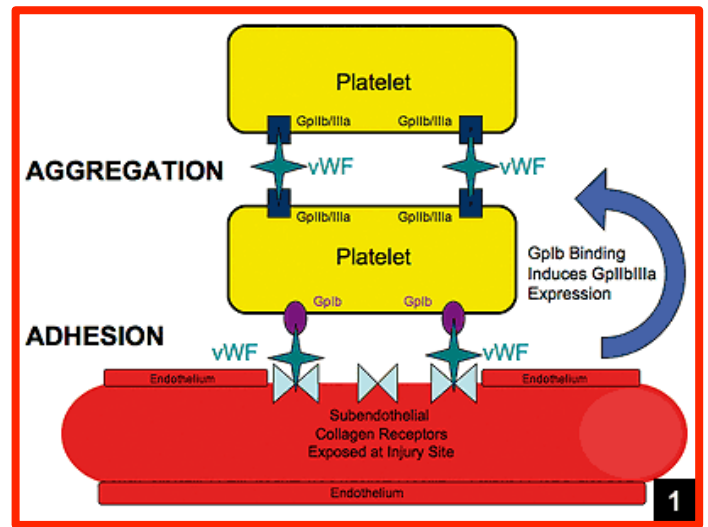 Platelet
GpIIb/IIIa GpIIb/IIIa
AGGREGATION
vWF vWF
GpIIb/IIIa GpIIb/IIIa
Platelet
GpIb Binding
Induces GpIIbIIIa
Expression
GpIb GpIb
ADHESION
vWF vWF
Endothelium Endothelium
Subendothelial
Collagen Receptors
Exposed at Injury Site
Endothelium
1